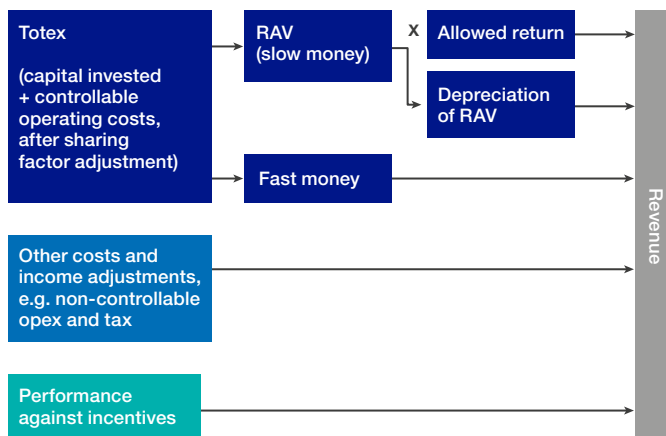 Totex
(capital invested
+ controllable
operating costs,
after sharing
factor adjustment)
RAV
(slow money)
X
Allowed return
Depreciation
of RAV
Fast money
Other costs and
income adjustments,
e.g. non-controllable
opex and tax
Performance
against incentives
Revenue